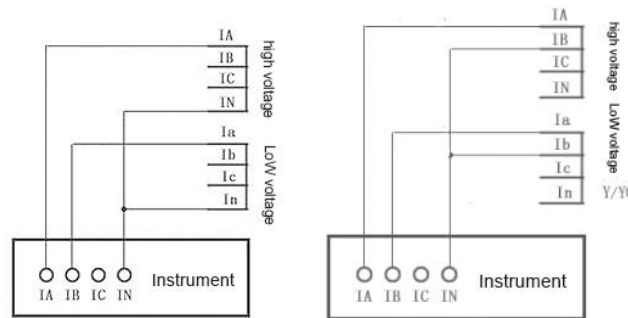 IA
IB
IC
IN
high voltage
Ia
Ib
Ic
In
LoW voltage
IA IB IC IN
Instrument
IA
IB
IC
IN
high voltage
Ia
Ib
Ic
In
LoW voltage
Y/Y
IA IB IC IN
Instrument